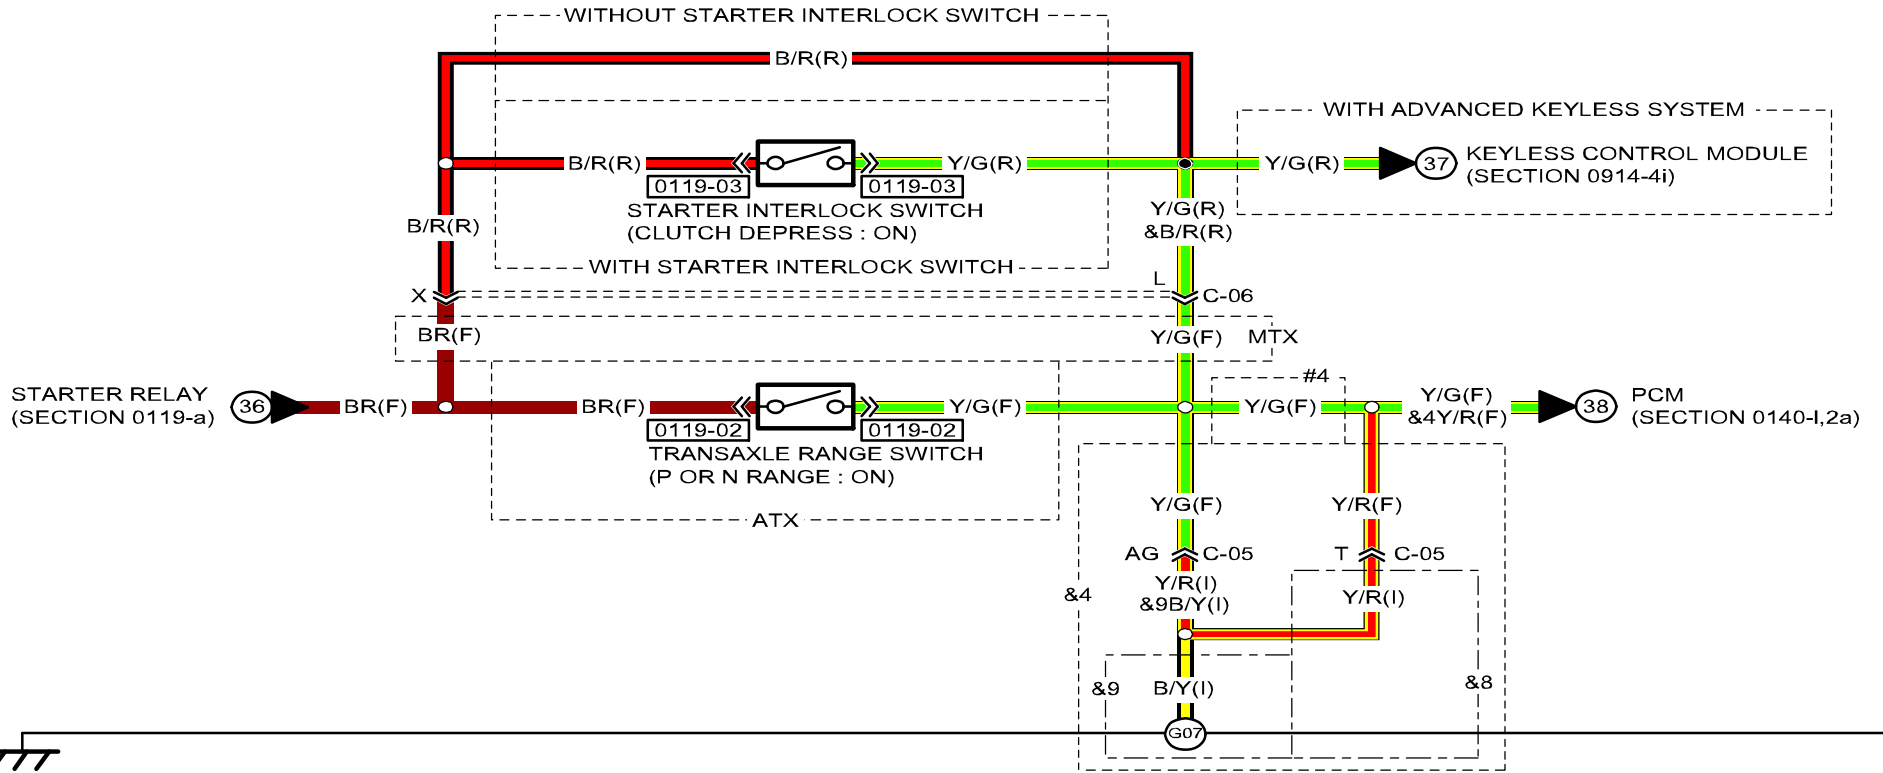 WITHOUT STARTER INTERLOCK SWITCH
B/R(R)
WITH ADVANCED KEYLESS SYSTEM
B/R(R)
Y/G(R)
Y/G(R)
37
KEYLESS CONTROL MODULE
(SECTION 0914-4i)
0119-03
0119-03
STARTER INTERLOCK SWITCH
(CLUTCH DEPRESS : ON)
B/R(R)
Y/G(R)
&B/R(R)
WITH STARTER INTERLOCK SWITCH
X
L
C-06
BR(F)
Y/G(F)
MTX
#4
STARTER RELAY
(SECTION 0119-a)
36
BR(F)
BR(F)
Y/G(F)
Y/G(F)
Y/G(F)
&4Y/R(F)
38
PCM
(SECTION 0140-I,2a)
0119-02
0119-02
TRANSAXLE RANGE SWITCH
(P OR N RANGE : ON)
ATX
Y/G(F)
Y/R(F)
AG
C-05
T
C-05
Y/R(I)
&9B/Y(I)
Y/R(I)
&4
&9
B/Y(I)
&8
G07